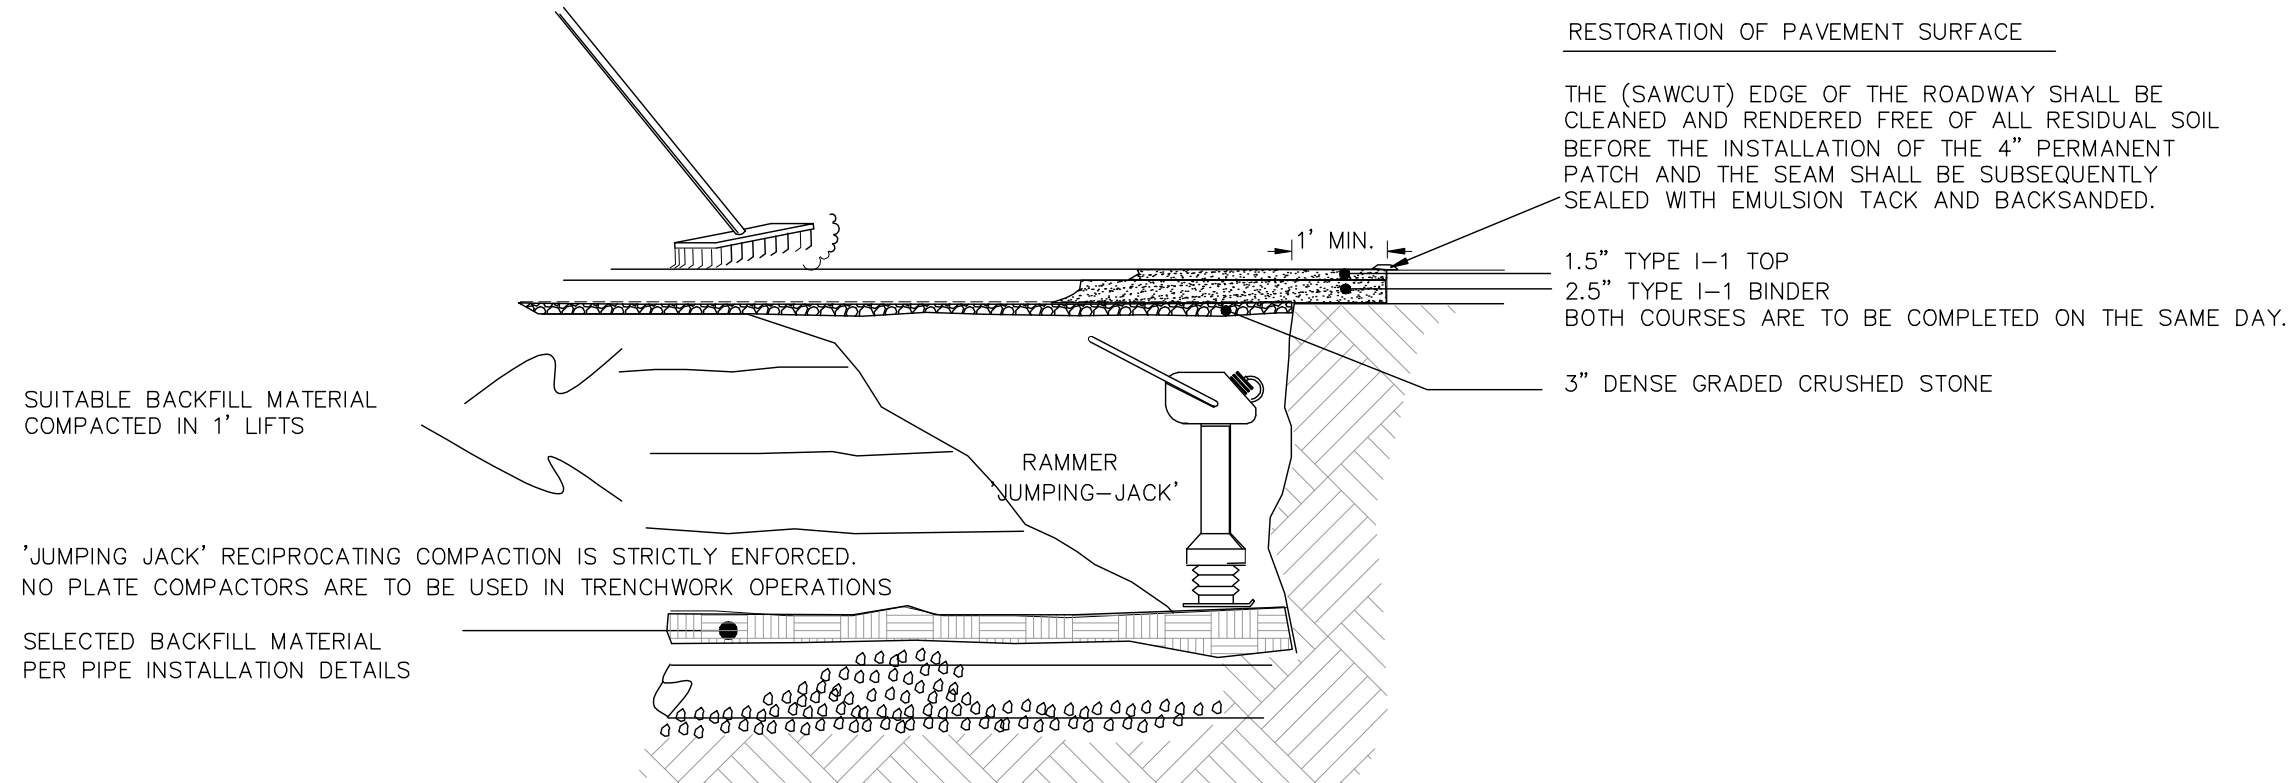 RESTORATION OF PAVEMENT SURFACE
THE (SAWCUT) EDGE OF THE ROADWAY SHALL BE
CLEANED AND RENDERED FREE OF ALL RESIDUAL SOIL
BEFORE THE INSTALLATION OF THE 4" PERMANENT
PATCH AND THE SEAM SHALL BE SUBSEQUENTLY
SEALED WITH EMULSION TACK AND BACKSANDED.
1' MIN.
1.5" TYPE I-1 TOP
2.5" TYPE I-1 BINDER
BOTH COURSES ARE TO BE COMPLETED ON THE SAME DAY.
3" DENSE GRADED CRUSHED STONE
SUITABLE BACKFILL MATERIAL
COMPACTED IN 1' LIFTS
RAMMER
'JUMPING-JACK'
'JUMPING JACK' RECIPROCATING COMPACTION IS STRICTLY ENFORCED.
NO PLATE COMPACTORS ARE TO BE USED IN TRENCHWORK OPERATIONS
SELECTED BACKFILL MATERIAL
PER PIPE INSTALLATION DETAILS